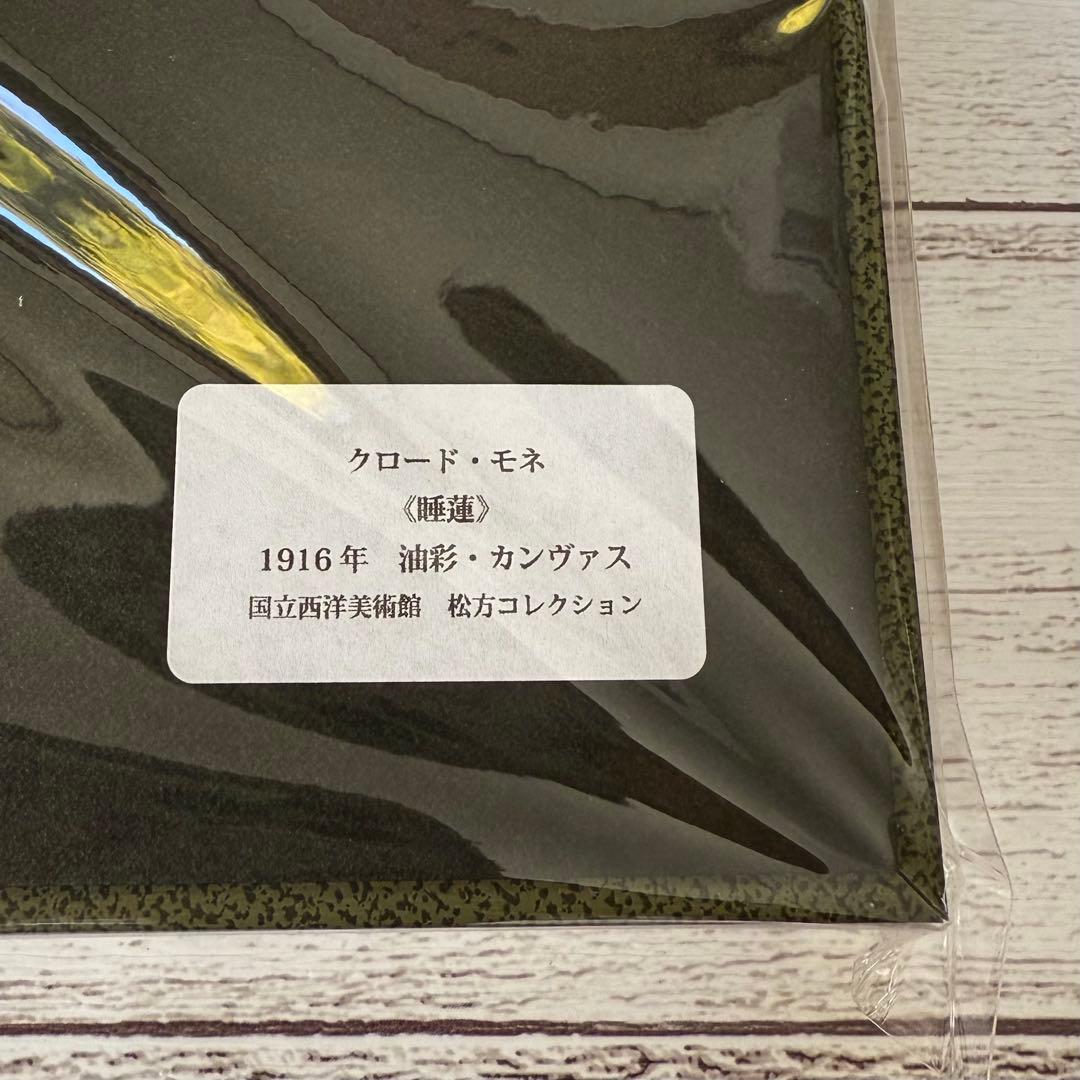 クロード・モネ
《睡蓮》
1916年　油彩・カンヴァス
国立西洋美術館　松方コレクション